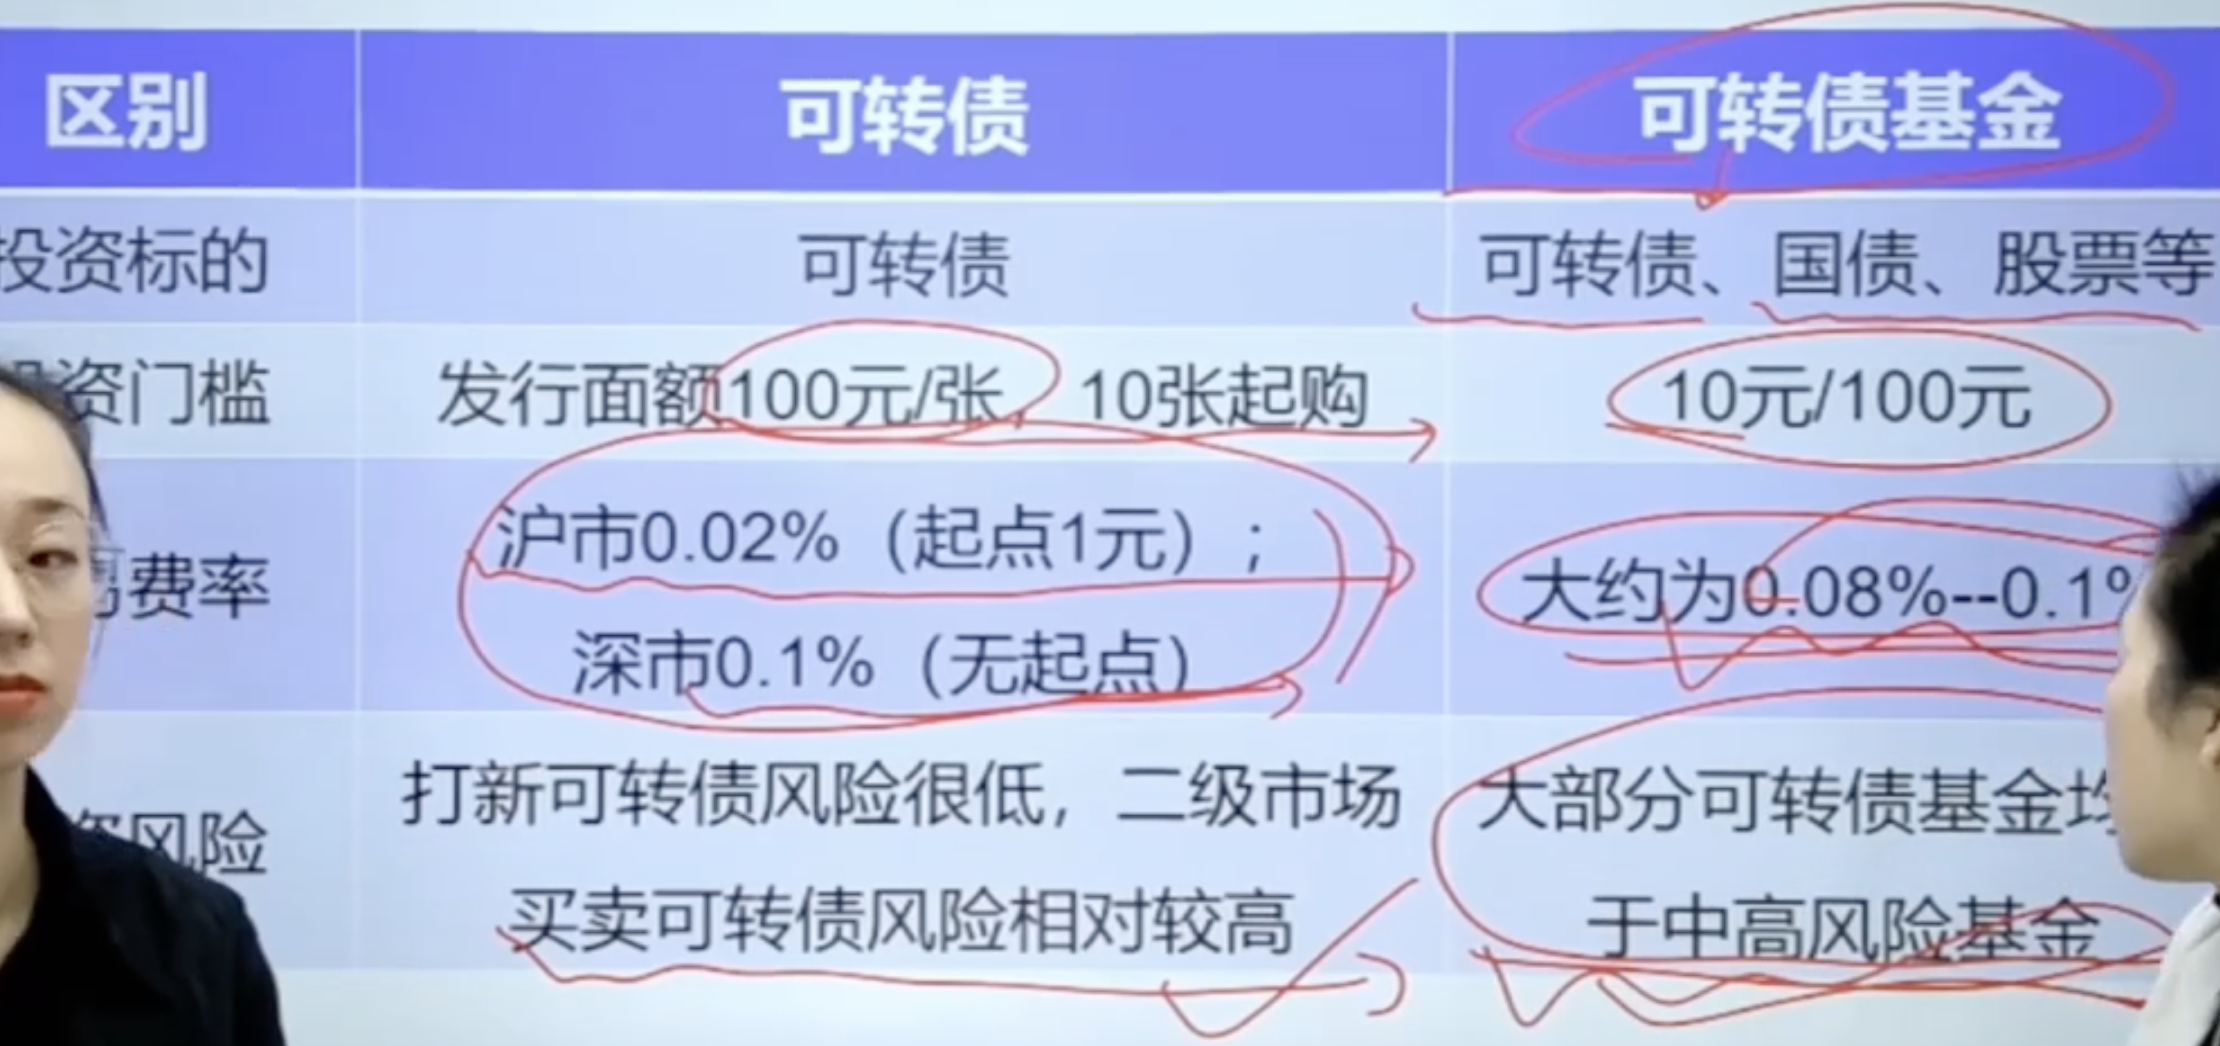 区别 可转债 可转债基金
投资标的 可转债 可转债、国债、股票等
资门槛 发行面额100元/张，10张起购 10元/100元
沪市0.02%（起点1元）；
费率 大约为0.08%--0.1%
深市0.1%（无起点）
打新可转债风险很低，二级市场 大部分可转债基金均
风险
买卖可转债风险相对较高 于中高风险基金